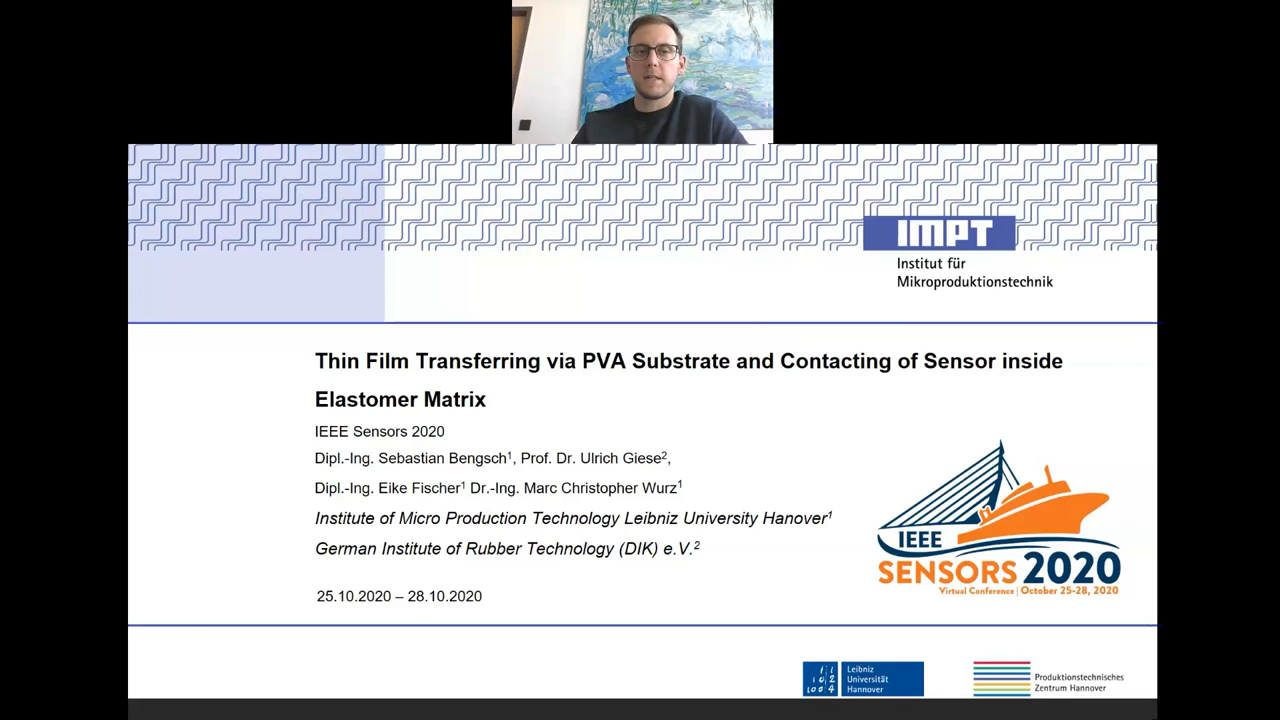 IMPT
Institut für
Mikroproduktionstechnik
Thin Film Transferring via PVA Substrate and Contacting of Sensor inside
Elastomer Matrix
IEEE Sensors 2020
Dipl.-Ing. Sebastian Bengsch¹, Prof. Dr. Ulrich Giese²,
Dipl.-Ing. Eike Fischer¹ Dr.-Ing. Marc Christopher Wurz¹
Institute of Micro Production Technology Leibniz University Hanover¹
German Institute of Rubber Technology (DIK) e.V.²
25.10.2020 – 28.10.2020
IEEE
SENSORS 2020
Virtual Conference | October 25-28, 2020
11
102
1004
Leibniz
Universität
Hannover
Produktionstechnisches
Zentrum Hannover